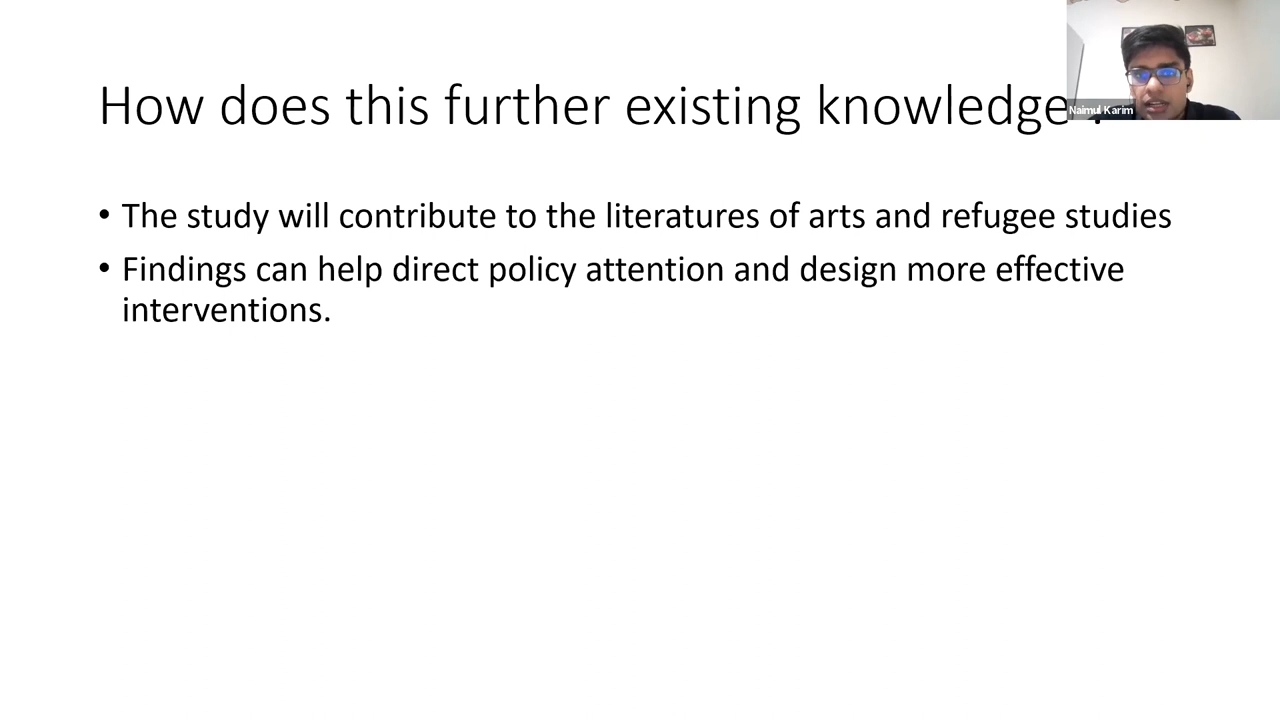 How does this further existing knowledge
Naimul Karim
• The study will contribute to the literatures of arts and refugee studies
• Findings can help direct policy attention and design more effective
interventions.